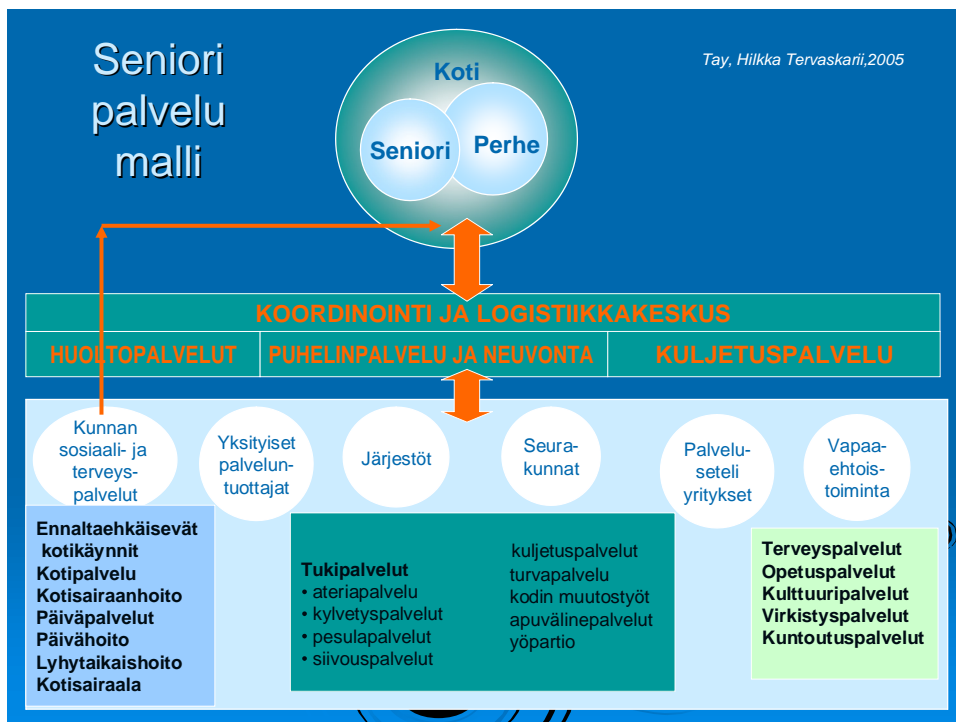 Seniori
palvelu
malli
Tay, Hilkka Tervaskarii,2005
Koti
Seniori
Perhe
KOORDINOINTI JA LOGISTIIKKAKESKUS
HUOLTOPALVELUT
PUHELINPALVELU JA NEUVONTA
KULJETUSPALVELU
Kunnan
sosiaali- ja
terveys-
palvelut
Yksityiset
palvelun-
tuottajat
Järjestöt
Seura-
kunnat
Palvelu-
seteli
yritykset
Vapaa-
ehtois-
toiminta
Ennaltaehkäisevät
kotikäynnit
Kotipalvelu
Kotisairaanhoito
Päiväpalvelut
Päivähoito
Lyhytaikaishoito
Kotisairaala
Tukipalvelut
• ateriapalvelu
• kylvetyspalvelut
• pesulapalvelut
• siivouspalvelut
kuljetuspalvelut
turvapalvelu
kodin muutostyöt
apuvälinepalvelut
yöpartio
Terveyspalvelut
Opetuspalvelut
Kulttuuripalvelut
Virkistyspalvelut
Kuntoutuspalvelut